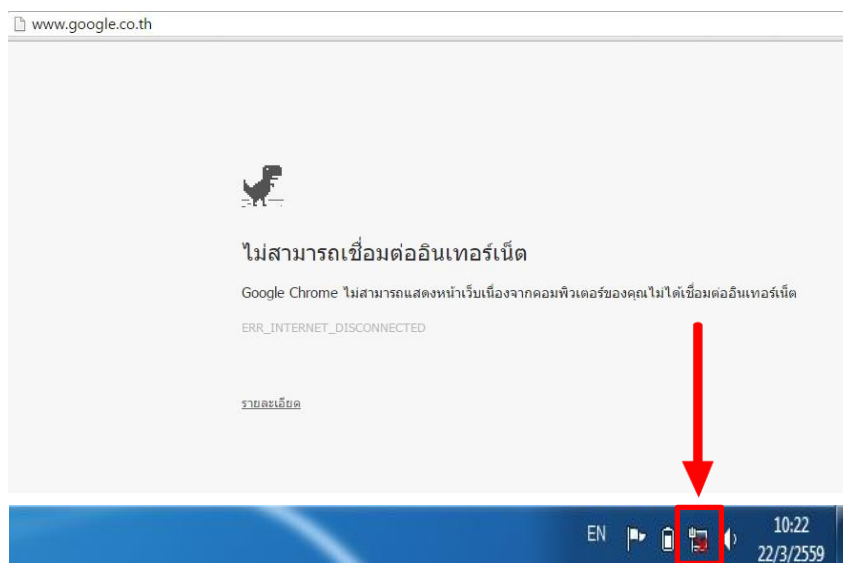 www.google.co.th
ไม่สามารถเชื่อมต่ออินเทอร์เน็ต
Google Chrome ไม่สามารถแสดงหน้าเว็บเนื่องจากคอมพิวเตอร์ของคุณไม่ได้เชื่อมต่ออินเทอร์เน็ต
ERR_INTERNET_DISCONNECTED
รายละเอียด
EN
10:22
22/3/2559